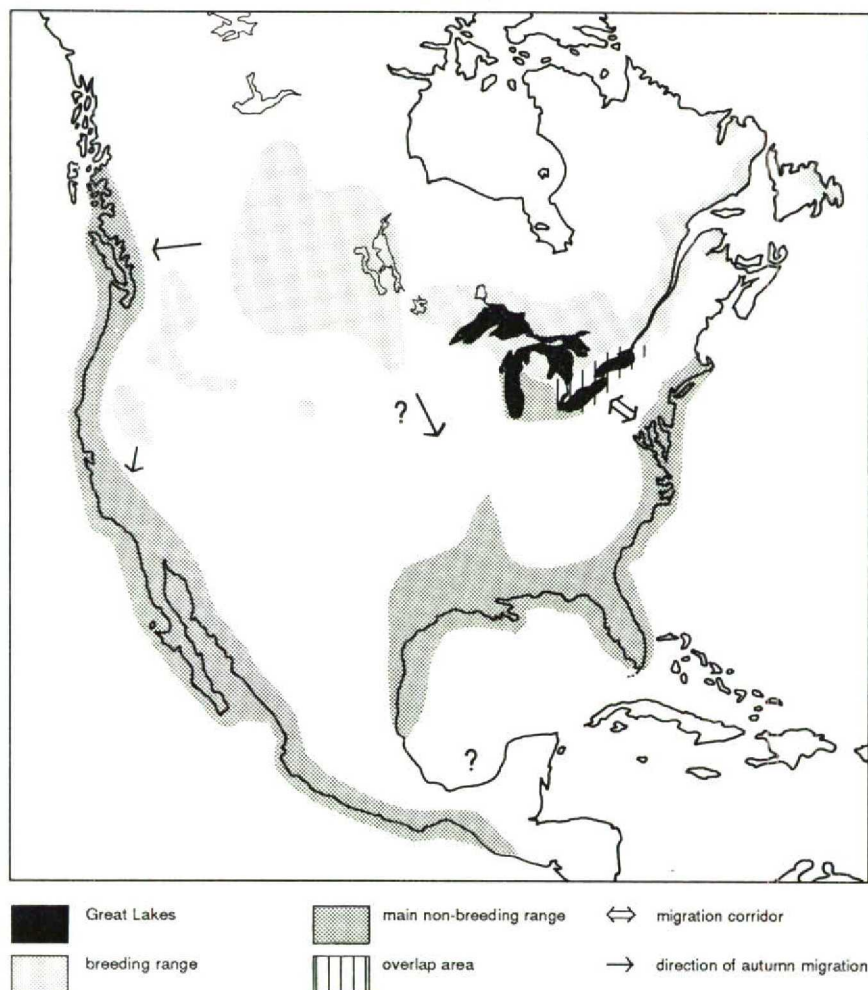 ?
?
Great Lakes
main non-breeding range
migration corridor
breeding range
overlap area
direction of autumn migration